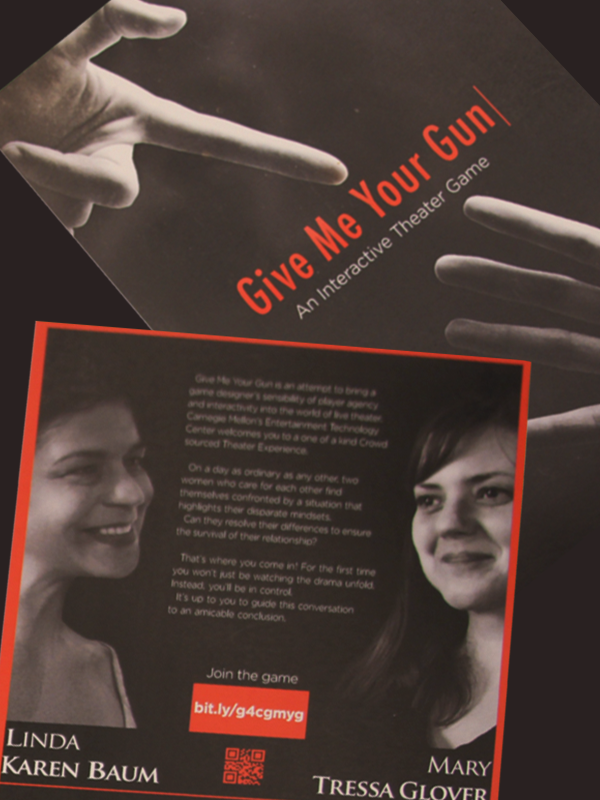 Give Me Your Gun|
An Interactive Theater Game
Give Me Your Gun is an attempt to bring a
game designer's sensibility of player agency
and interactivity into the world of live theater.
Carnegie Mellon's Entertainment Technology
Center welcomes you to a one of a kind Crowd
sourced Theater Experience.
On a day as ordinary as any other, two
women who care for each other find
themselves confronted by a situation that
highlights their disparate mindsets.
Can they resolve their differences to ensure
the survival of their relationship?
That's where you come in! For the first time
you won't just be watching the drama unfold.
Instead, you'll be in control.
It's up to you to guide this conversation
to an amicable conclusion.
Join the game
bit.ly/g4cgmyg
LINDA
KAREN BAUM
MARY
TRESSA GLOVER